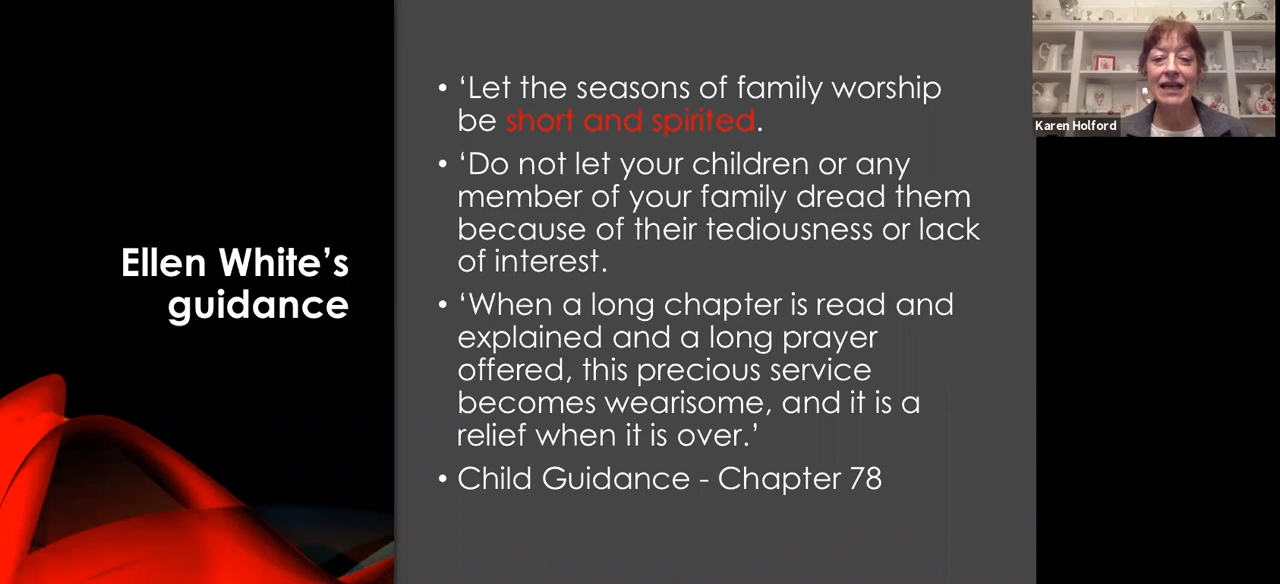 Ellen White’s
guidance
• ‘Let the seasons of family worship
be short and spirited.
• ‘Do not let your children or any
member of your family dread them
because of their tediousness or lack
of interest.
• ‘When a long chapter is read and
explained and a long prayer
offered, this precious service
becomes wearisome, and it is a
relief when it is over.’
• Child Guidance - Chapter 78
Karen Holford